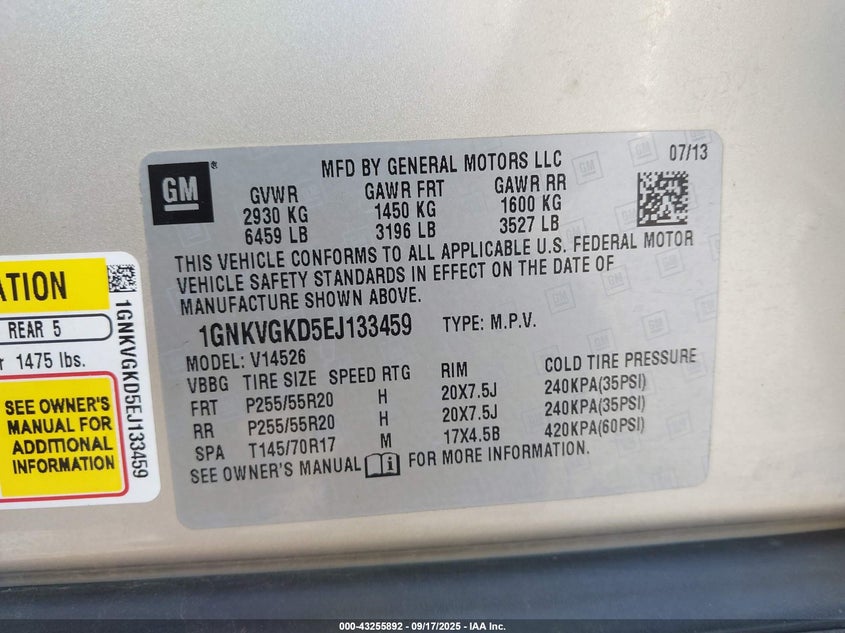 GM
MFD BY GENERAL MOTORS LLC
07/13
GVWR GAWR FRT GAWR RR
2930 KG 1450 KG 1600 KG
6459 LB 3196 LB 3527 LB
THIS VEHICLE CONFORMS TO ALL APPLICABLE U.S. FEDERAL MOTOR
VEHICLE SAFETY STANDARDS IN EFFECT ON THE DATE OF
MANUFACTURE SHOWN ABOVE.
1GNKVGKD5EJ133459 TYPE: M.P.V.
MODEL: V14526
VBBG TIRE SIZE SPEED RTG RIM COLD TIRE PRESSURE
FRT P255/55R20 H 20X7.5J 240KPA(35PSI)
RR P255/55R20 H 20X7.5J 240KPA(35PSI)
SPA T145/70R17 M 17X4.5B 420KPA(60PSI)
SEE OWNER'S MANUAL FOR MORE INFORMATION.
ATION
REAR 5
r 1475 lbs.
SEE OWNER'S
MANUAL FOR
ADDITIONAL
INFORMATION
1GNKVGKD5EJ133459
000-43255892 - 09/17/2025 - IAA Inc.